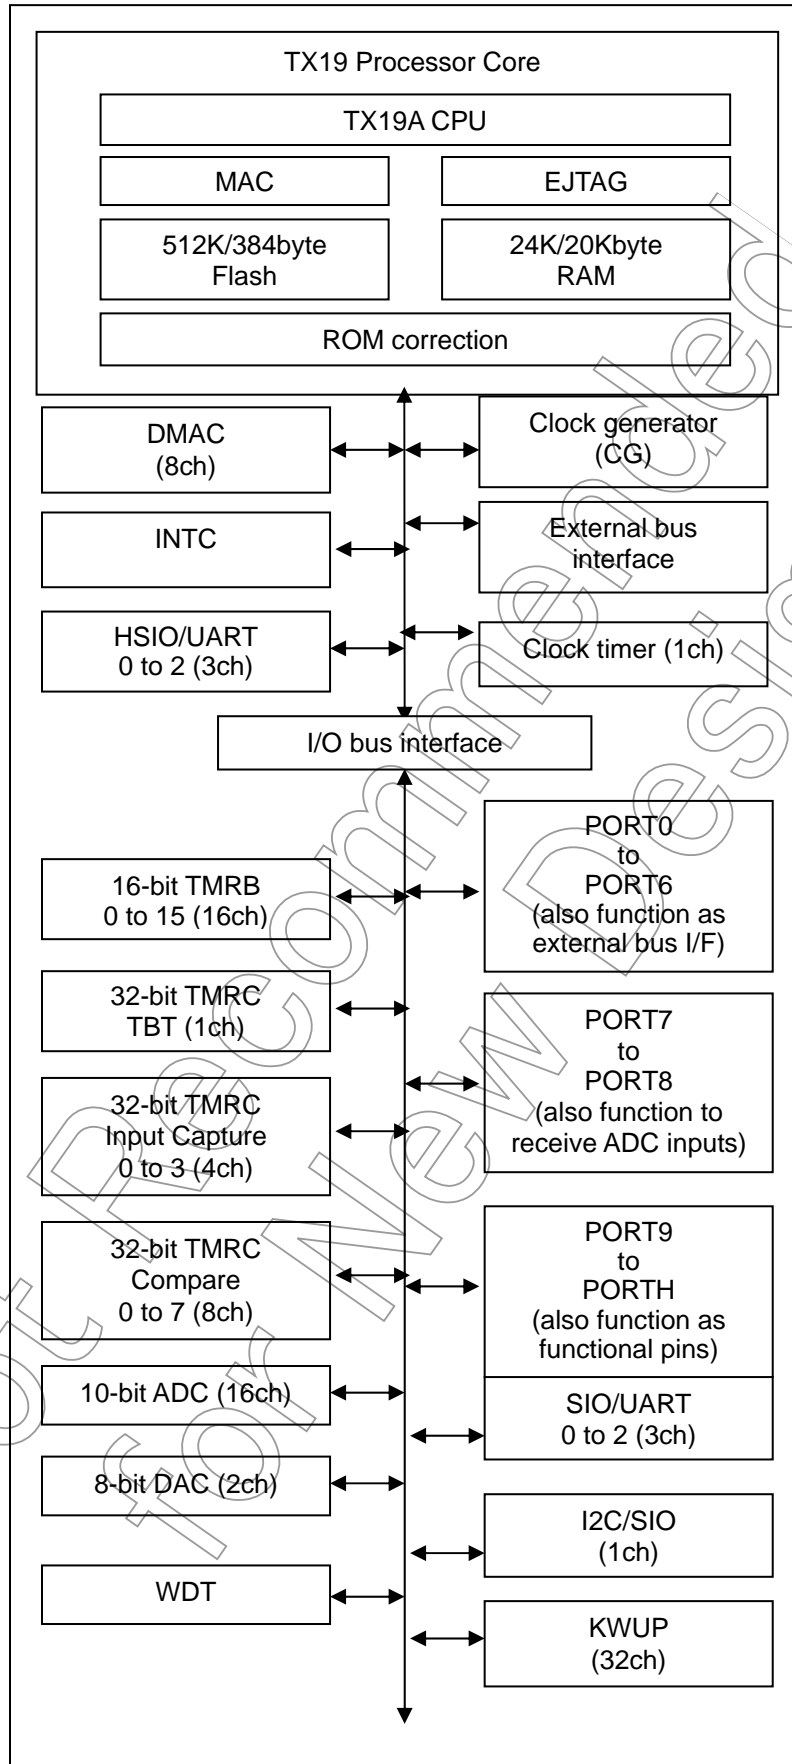 TX19 Processor Core
TX19A CPU
MAC
EJTAG
512K/384byte
Flash
24K/20Kbyte
RAM
ROM correction
DMAC
(8ch)
Clock generator
(CG)
INTC
External bus
interface
HSIO/UART
0 to 2 (3ch)
Clock timer (1ch)
I/O bus interface
PORT0
to
PORT6
(also function as
external bus I/F)
16-bit TMRB
0 to 15 (16ch)
32-bit TMRC
TBT (1ch)
PORT7
to
PORT8
(also function to
receive ADC inputs)
32-bit TMRC
Input Capture
0 to 3 (4ch)
32-bit TMRC
Compare
0 to 7 (8ch)
PORT9
to
PORTH
(also function as
functional pins)
10-bit ADC (16ch)
SIO/UART
0 to 2 (3ch)
8-bit DAC (2ch)
I2C/SIO
(1ch)
WDT
KWUP
(32ch)
ot Recommended
for New Desig